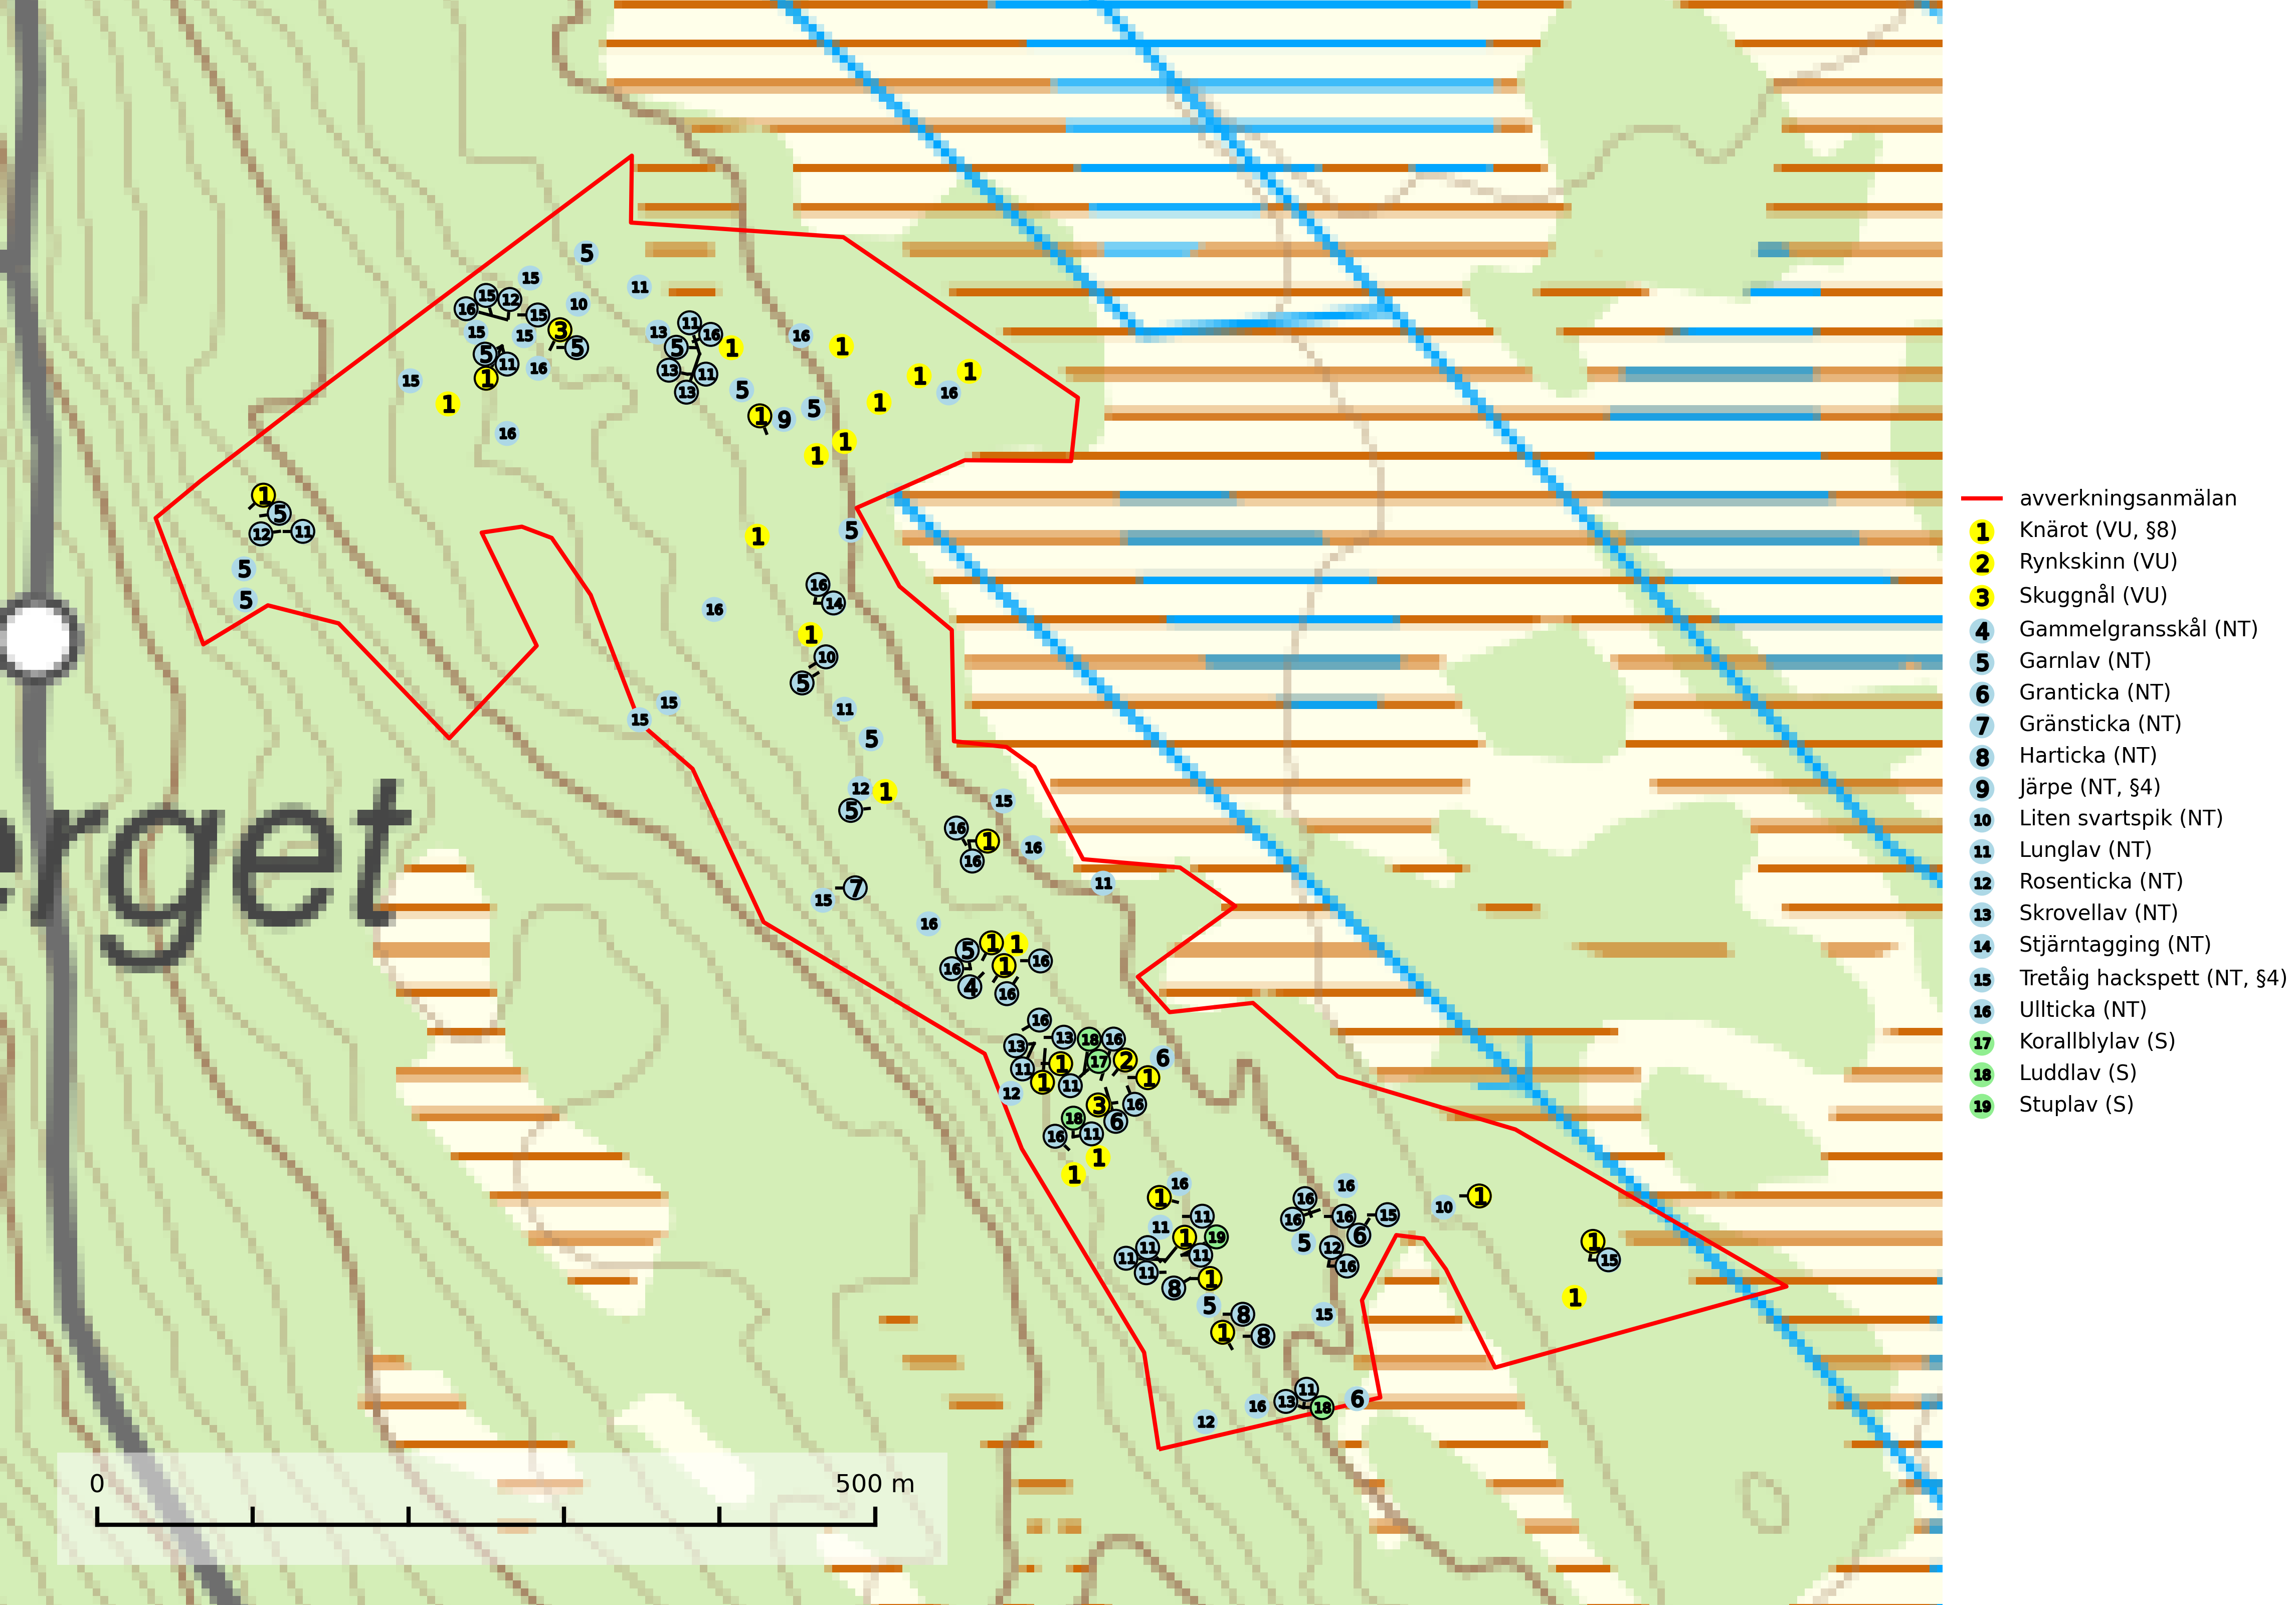 erget
0 500 m
avverkningsanmälan
1 Knärot (VU, §8)
2 Rynkskinn (VU)
3 Skuggnål (VU)
4 Gammelgransskål (NT)
5 Garnlav (NT)
6 Granticka (NT)
7 Gränsticka (NT)
8 Harticka (NT)
9 Järpe (NT, §4)
10 Liten svartspik (NT)
11 Lunglav (NT)
12 Rosenticka (NT)
13 Skrovellav (NT)
14 Stjärntagging (NT)
15 Tretåig hackspett (NT, §4)
16 Ullticka (NT)
17 Korallblylav (S)
18 Luddlav (S)
19 Stuplav (S)